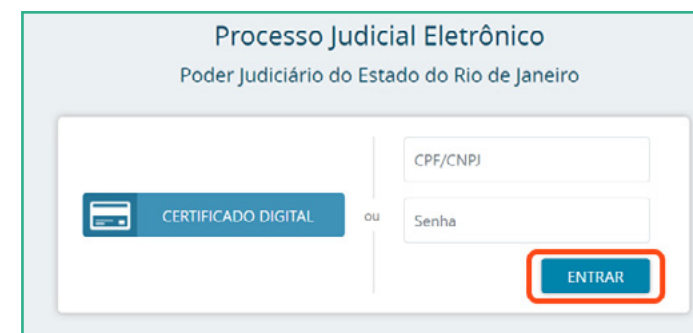 Processo Judicial Eletrônico
Poder Judiciário do Estado do Rio de Janeiro
CERTIFICADO DIGITAL
ou
CPF/CNPJ
Senha
ENTRAR